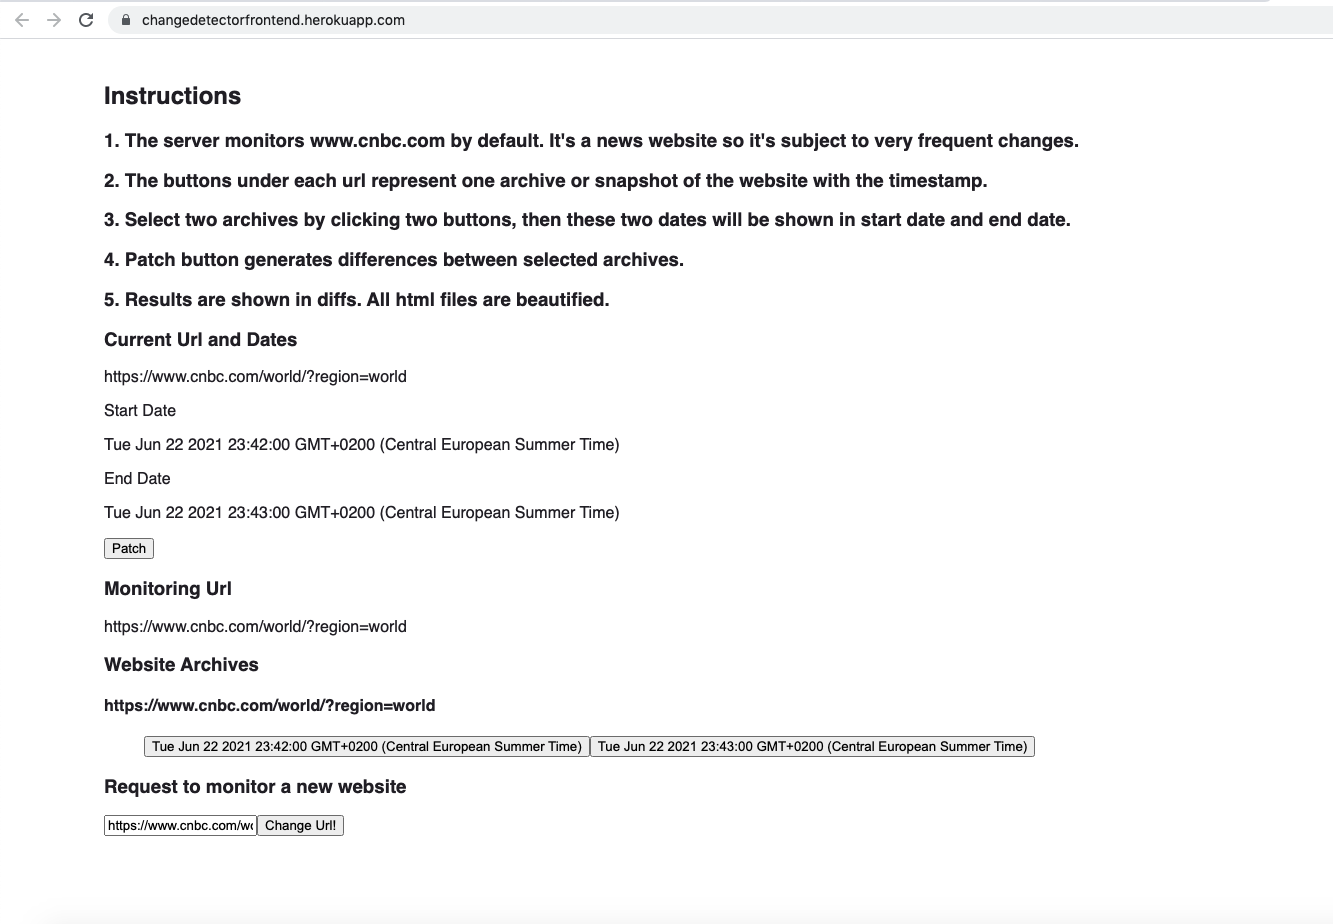 changedetectorfrontend.herokuapp.com
Instructions
1. The server monitors www.cnbc.com by default. It's a news website so it's subject to very frequent changes.
2. The buttons under each url represent one archive or snapshot of the website with the timestamp.
3. Select two archives by clicking two buttons, then these two dates will be shown in start date and end date.
4. Patch button generates differences between selected archives.
5. Results are shown in diffs. All html files are beautified.
Current Url and Dates
https://www.cnbc.com/world/?region=world
Start Date
Tue Jun 22 2021 23:42:00 GMT+0200 (Central European Summer Time)
End Date
Tue Jun 22 2021 23:43:00 GMT+0200 (Central European Summer Time)
Patch
Monitoring Url
https://www.cnbc.com/world/?region=world
Website Archives
https://www.cnbc.com/world/?region=world
Tue Jun 22 2021 23:42:00 GMT+0200 (Central European Summer Time) Tue Jun 22 2021 23:43:00 GMT+0200 (Central European Summer Time)
Request to monitor a new website
https://www.cnbc.com/wo Change Url!